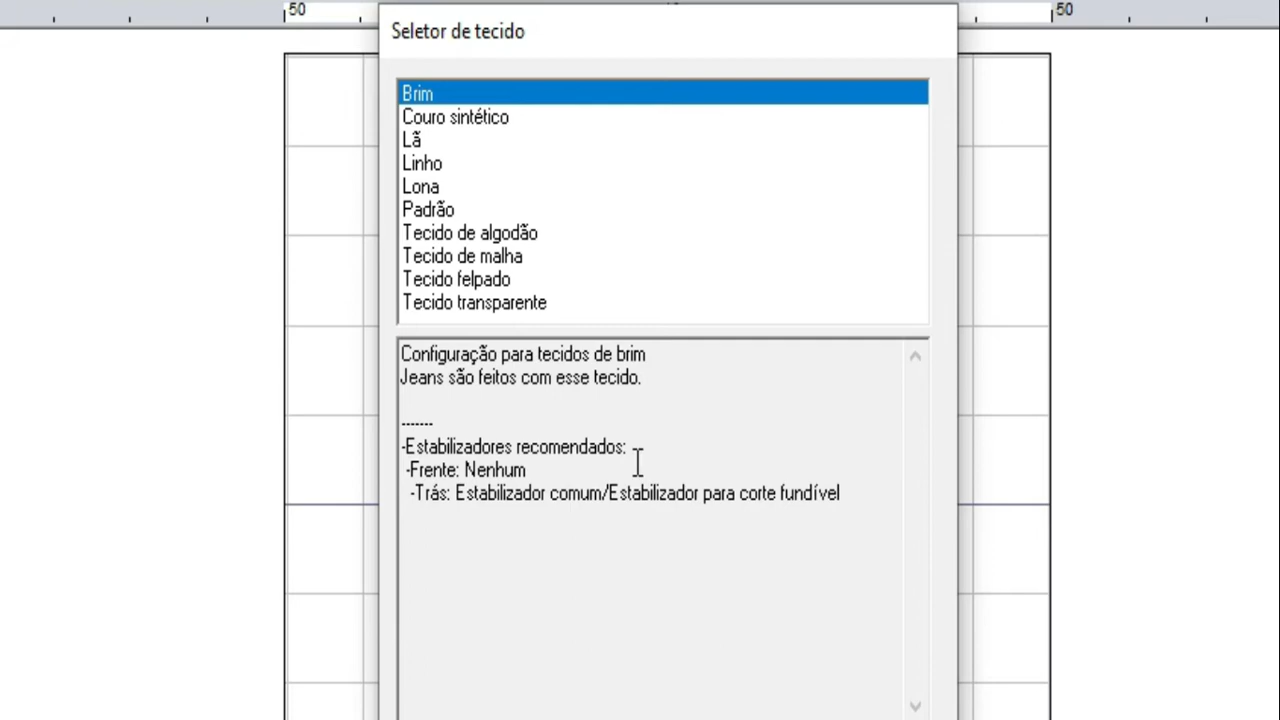 50
50
Seletor de tecido
Brim
Couro sintético
Lã
Linho
Lona
Padrão
Tecido de algodão
Tecido de malha
Tecido felpado
Tecido transparente
Configuração para tecidos de brim
Jeans são feitos com esse tecido.
-------
-Estabilizadores recomendados:
-Frente: Nenhum
-Trás: Estabilizador comum/Estabilizador para corte fundível